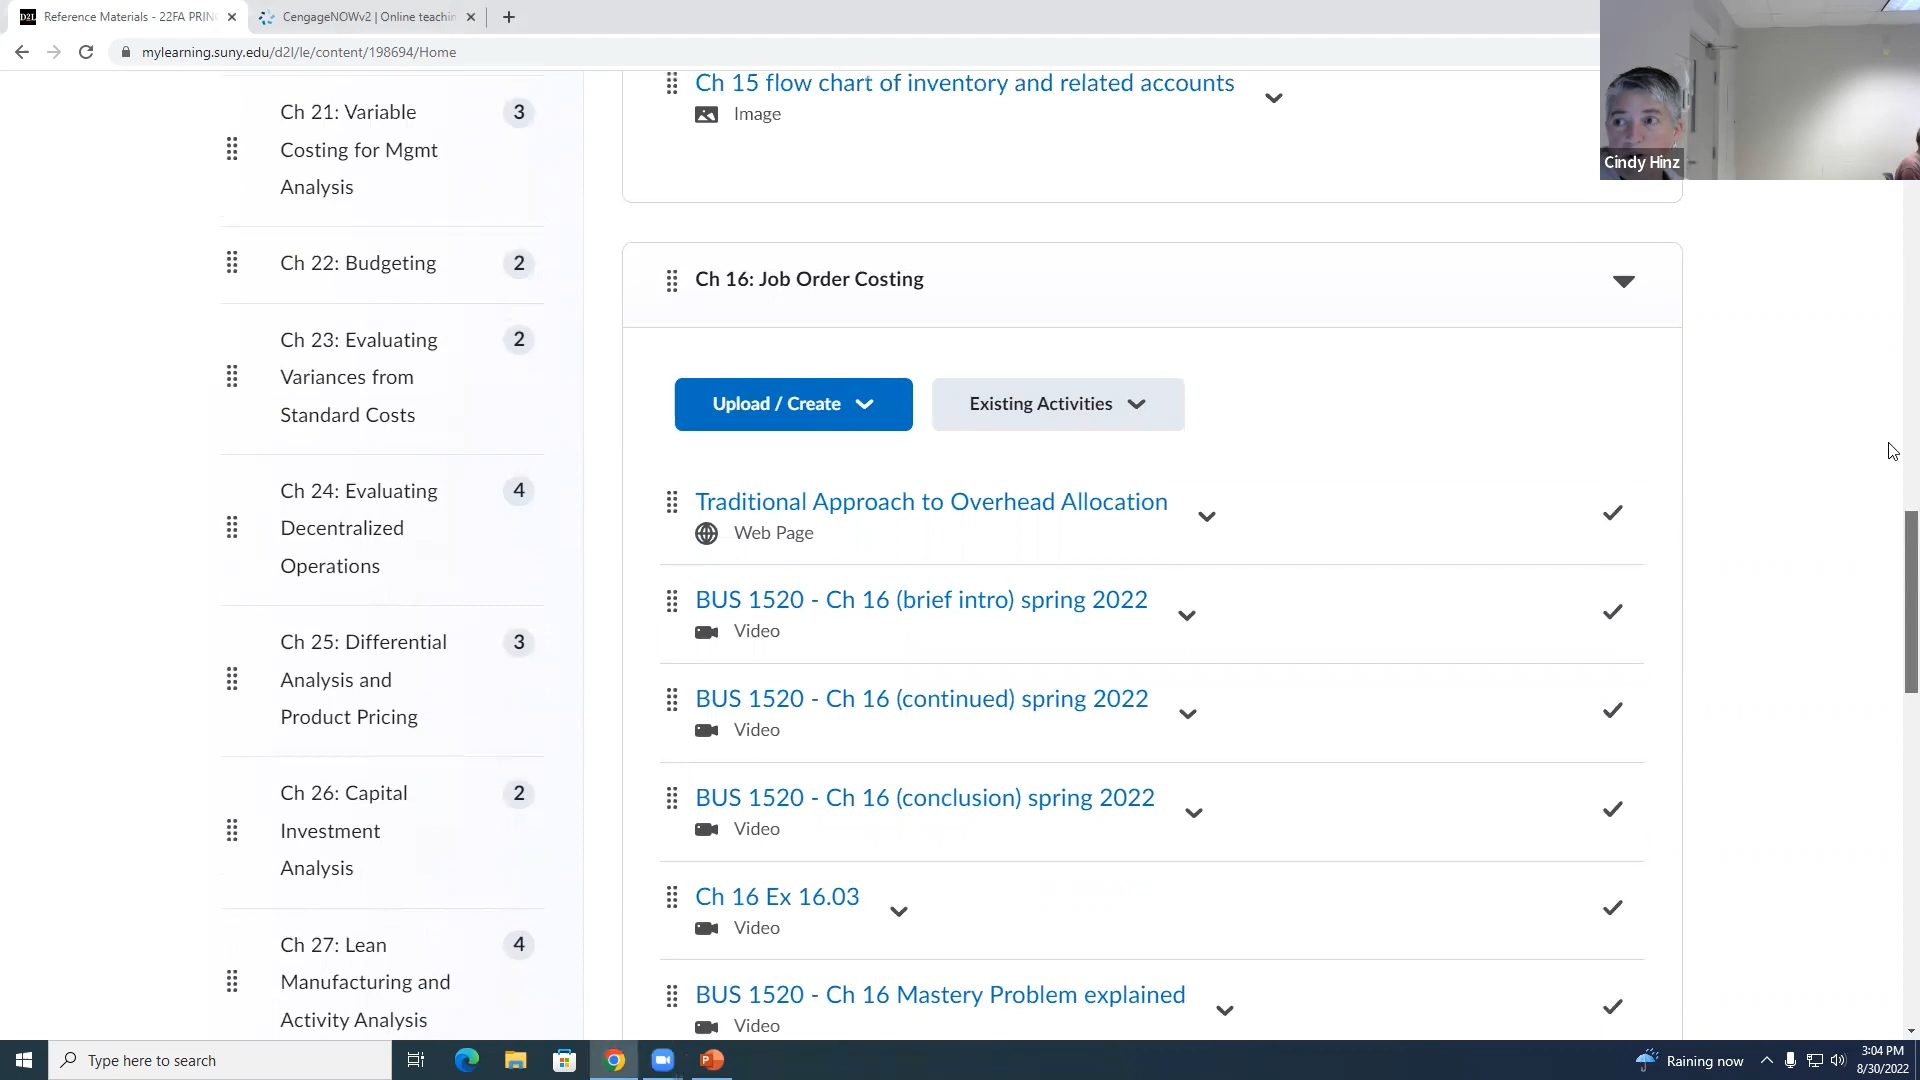 D2L
Reference Materials - 22FA PRIN
CengageNOWv2 | Online teachin
mylearning.suny.edu/d2l/le/content/198694/Home
Cindy Hinz
Ch 21: Variable
Costing for Mgmt
Analysis
3
Ch 22: Budgeting
2
Ch 23: Evaluating
Variances from
Standard Costs
2
Ch 24: Evaluating
Decentralized
Operations
4
Ch 25: Differential
Analysis and
Product Pricing
3
Ch 26: Capital
Investment
Analysis
2
Ch 27: Lean
Manufacturing and
Activity Analysis
4
Ch 15 flow chart of inventory and related accounts
Image
Ch 16: Job Order Costing
Upload / Create
Existing Activities
Traditional Approach to Overhead Allocation
Web Page
BUS 1520 - Ch 16 (brief intro) spring 2022
Video
BUS 1520 - Ch 16 (continued) spring 2022
Video
BUS 1520 - Ch 16 (conclusion) spring 2022
Video
Ch 16 Ex 16.03
Video
BUS 1520 - Ch 16 Mastery Problem explained
Video
Type here to search
Raining now
3:04 PM
8/30/2022